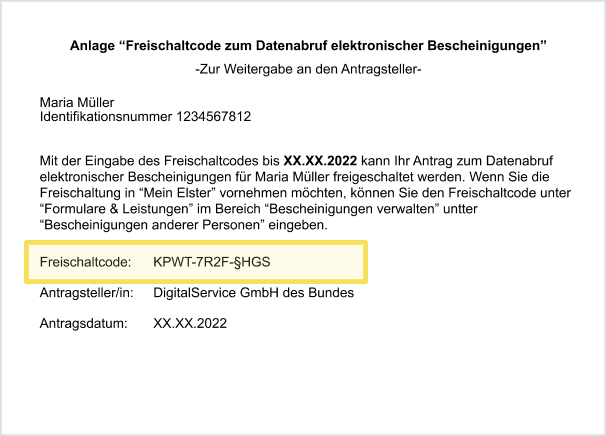 Anlage “Freischaltcode zum Datenabruf elektronischer Bescheinigungen”
-Zur Weitergabe an den Antragsteller-
Maria Müller
Identifikationsnummer 1234567812
Mit der Eingabe des Freischaltcodes bis XX.XX.2022 kann Ihr Antrag zum Datenabruf
elektronischer Bescheinigungen für Maria Müller freigeschaltet werden. Wenn Sie die
Freischaltung in “Mein Elster” vornehmen möchten, können Sie den Freischaltcode unter
“Formulare & Leistungen” im Bereich “Bescheinigungen verwalten” untter
“Bescheinigungen anderer Personen” eingeben.
Freischaltcode: KPWT-7R2F-§HGS
Antragsteller/in: DigitalService GmbH des Bundes
Antragsdatum: XX.XX.2022